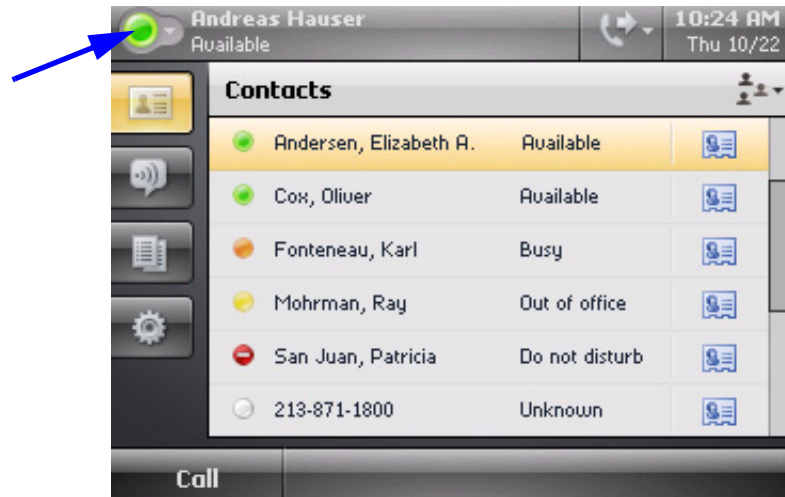 Andreas Hauser 10:24 AM
Available Thu 10/22
Contacts
Andersen, Elizabeth A. Available
Cox, Oliver Available
Fonteneau, Karl Busy
Mohrman, Ray Out of office
San Juan, Patricia Do not disturb
213-871-1800 Unknown
Call